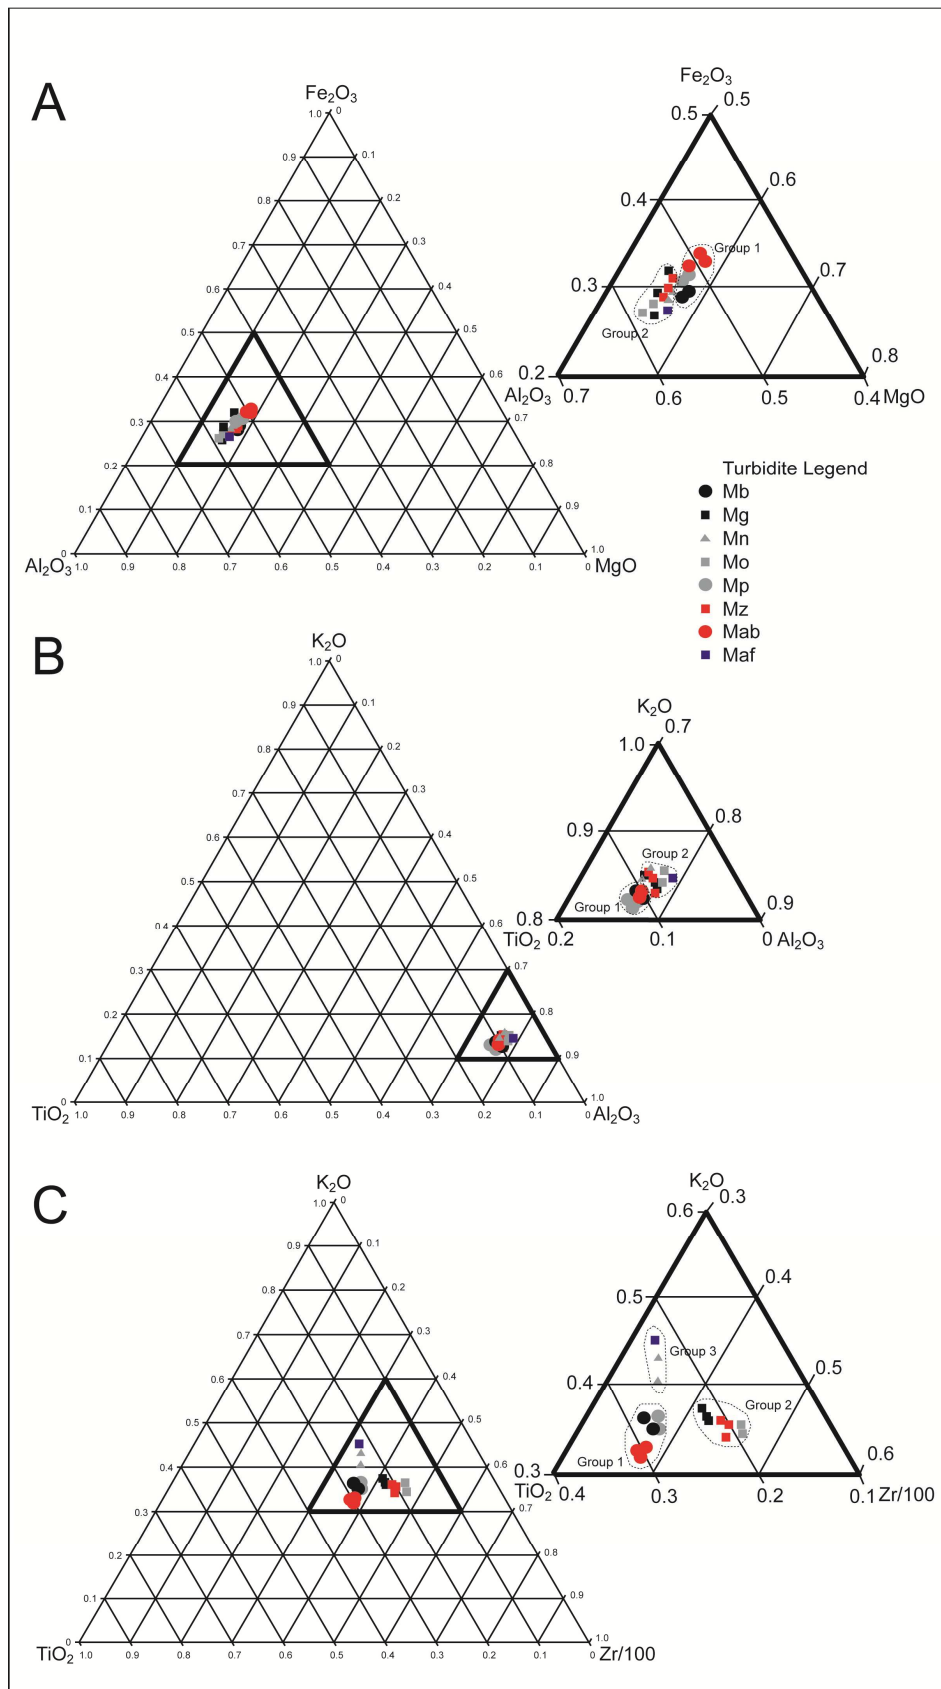 A
Fe₂O₃
1.0 0
0.9 0.1
0.8 0.2
0.7 0.3
0.6 0.4
0.5 0.5
0.4 0.6
0.3 0.7
0.2 0.8
0.1 0.9
0 1.0
Al₂O₃ 1.0 0.9 0.8 0.7 0.6 0.5 0.4 0.3 0.2 0.1 0 MgO
Fe₂O₃
0.5 0.5
0.4 0.6
Group 1
0.3 0.7
Group 2
0.2 0.8
Al₂O₃ 0.7 0.6 0.5 0.4 MgO
Turbidite Legend
Mb
Mg
Mn
Mo
Mp
Mz
Mab
Maf
B
K₂O
1.0 0
0.9 0.1
0.8 0.2
0.7 0.3
0.6 0.4
0.5 0.5
0.4 0.6
0.3 0.7
0.2 0.8
0.1 0.9
0 1.0
TiO₂ 1.0 0.9 0.8 0.7 0.6 0.5 0.4 0.3 0.2 0.1 0 Al₂O₃
K₂O
1.0 0.7
0.9 0.8
Group 2
Group 1
0.8 0.9
TiO₂ 0.2 0.1 0 Al₂O₃
C
K₂O
1.0 0
0.9 0.1
0.8 0.2
0.7 0.3
0.6 0.4
0.5 0.5
0.4 0.6
0.3 0.7
0.2 0.8
0.1 0.9
0 1.0
TiO₂ 1.0 0.9 0.8 0.7 0.6 0.5 0.4 0.3 0.2 0.1 0 Zr/100
K₂O
0.6 0.3
0.5 0.4
Group 3
0.4 0.5
Group 2
Group 1
0.3 0.6
TiO₂ 0.4 0.3 0.2 0.1 Zr/100